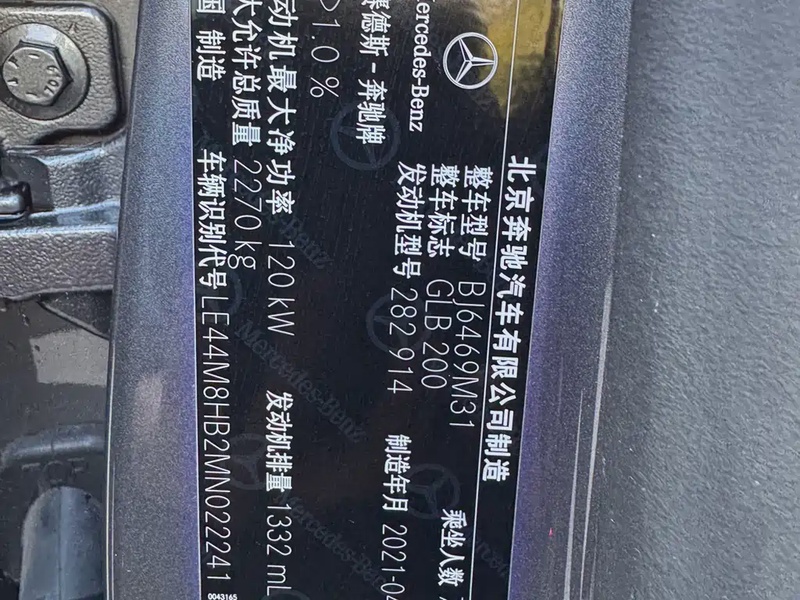 Mercedes-Benz
北京奔驰汽车有限公司制造
整车型号 BJ6469M31
乘坐人数
整车标志 GLB 200
发动机型号 282 914
制造年月 2021-04
赛德斯-奔驰牌
>1.0 %
动机最大净功率 120 kW
发动机排量 1332 mL
大允许总质量 2270 kg
国 制造
车辆识别代号 LE44M8HB2MN022241
0043165
TOP